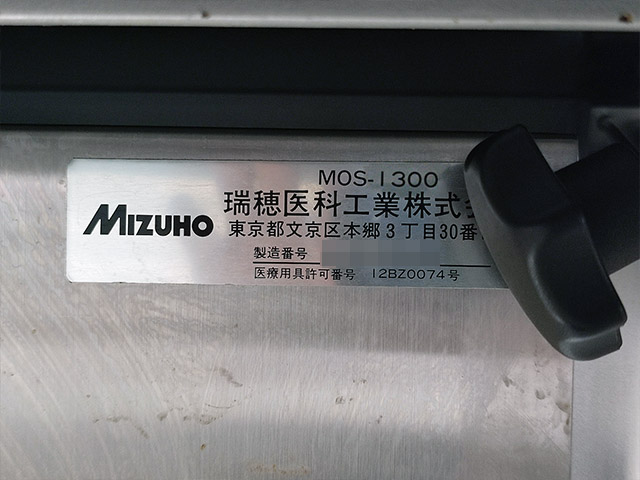 MOS-1300
MIZUHO
瑞穂医科工業株式
東京都文京区本郷3丁目30番
製造番号
医療用具許可番号 12BZ0074号